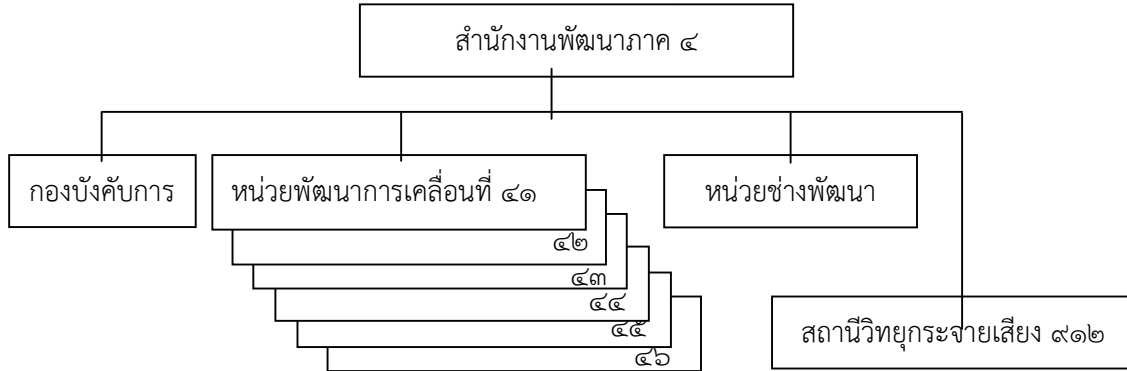 สำนักงานพัฒนาภาค ๔
กองบังคับการ
หน่วยพัฒนาการเคลื่อนที่ ๔๑
หน่วยช่างพัฒนา
๔๒
๔๓
๔๔
๔๕
๔๖
สถานีวิทยุกระจายเสียง ๙๑๒